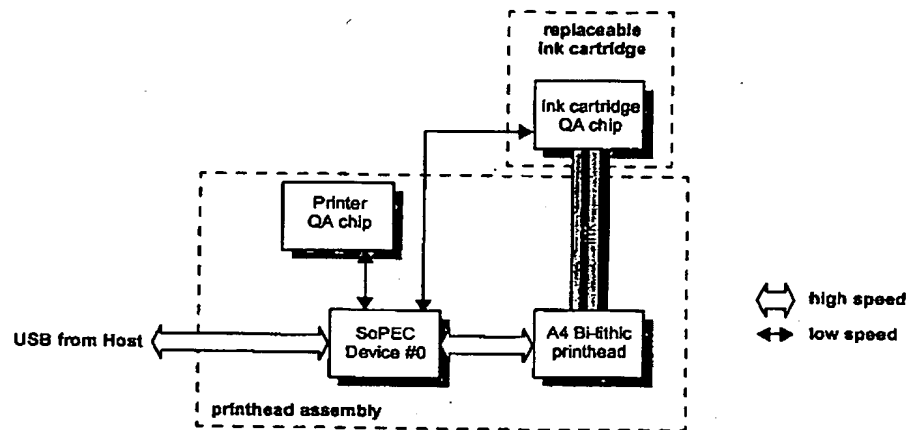 replaceable
ink cartridge
Ink cartridge
QA chip
Printer
QA chip
ink
USB from Host
SoPEC
Device #0
A4 Bi-lithic
printhead
high speed
low speed
printhead assembly